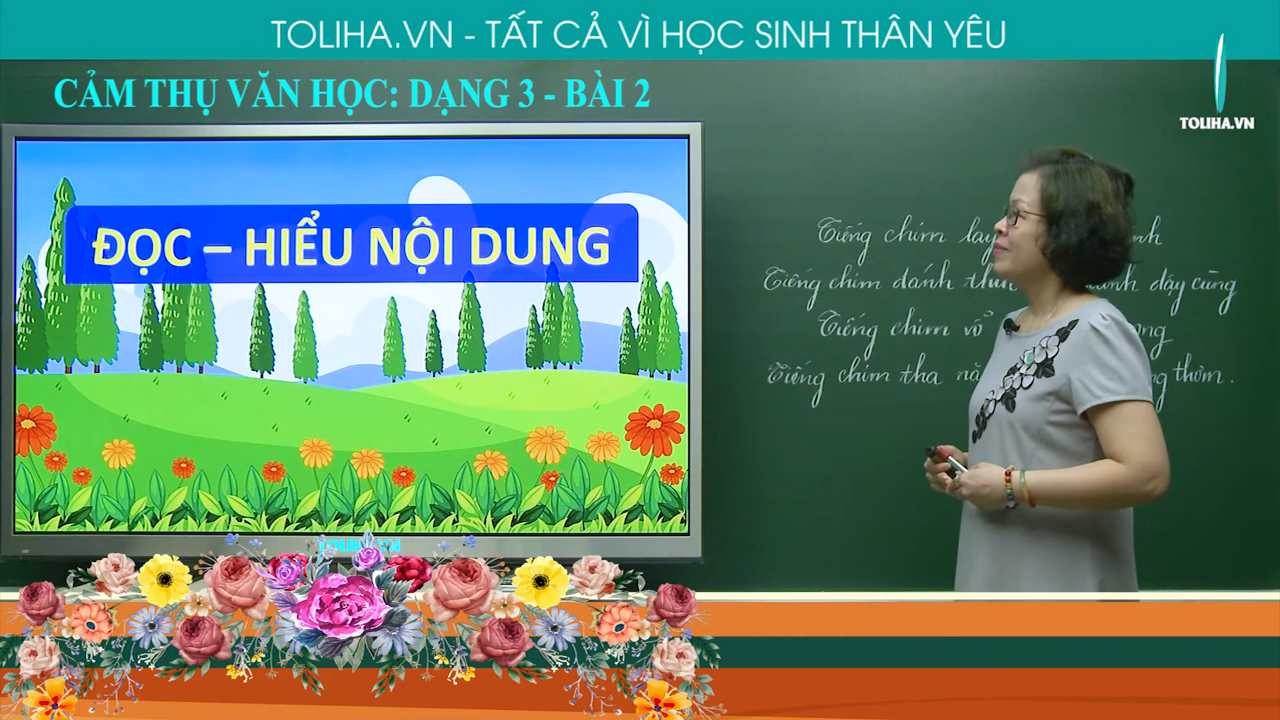 TOLIHA.VN - TẤT CẢ VÌ HỌC SINH THÂN YÊU
CẢM THỤ VĂN HỌC: DẠNG 3 - BÀI 2
TOLIHA.VN
ĐỌC – HIỂU NỘI DUNG
Tiếng chim lay
Tiếng chim đánh dậy cùng
Tiếng chim vỗ
Tiếng chim tha thơm.
TOLIHA.VN